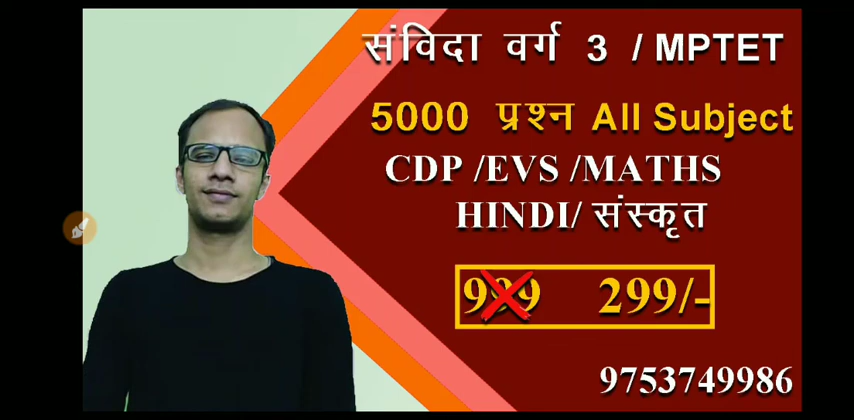 संविदा वर्ग 3 / MPTET
5000 प्रश्न All Subject
CDP /EVS /MATHS
HINDI/ संस्कृत
999 299/-
9753749986